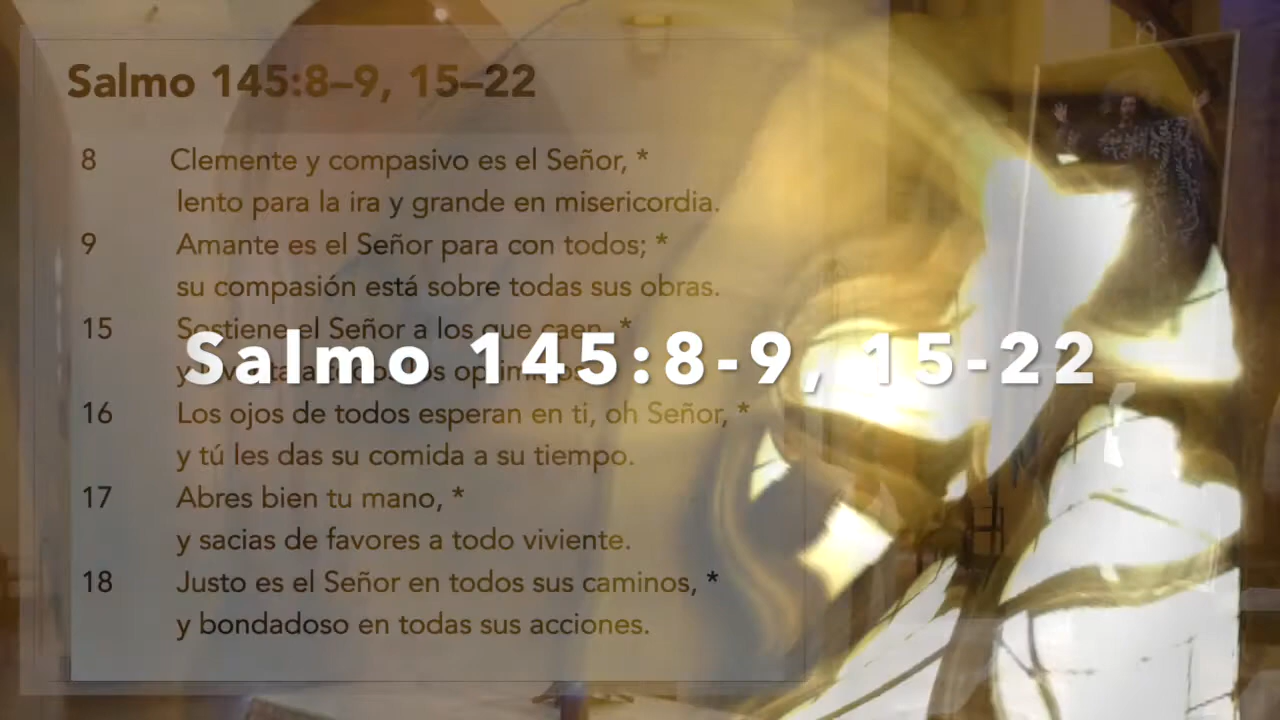 Salmo 145:8–9, 15–22
8 Clemente y compasivo es el Señor, *
lento para la ira y grande en misericordia.
9 Amante es el Señor para con todos; *
su compasión está sobre todas sus obras.
15 Sostiene el Señor a los que caen, *
Salmo 145:8-9, 15-22
y los
16 Los ojos de todos esperan en ti, oh Señor, *
y tú les das su comida a su tiempo.
17 Abres bien tu mano, *
y sacias de favores a todo viviente.
18 Justo es el Señor en todos sus caminos, *
y bondadoso en todas sus acciones.